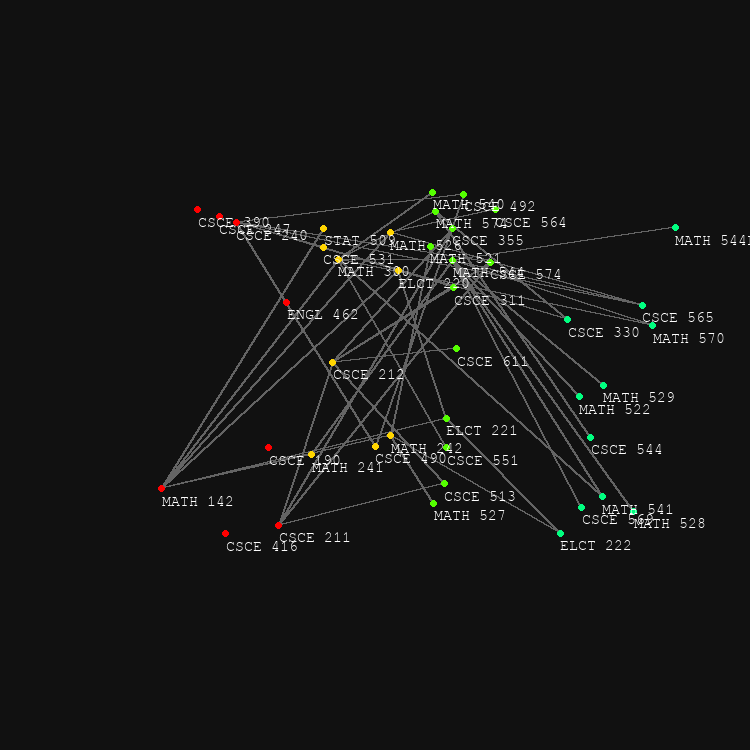 MATH 540
CSCE 492
CSCE 390
CSCE 564
MATH 574
CSCE 247
CSCE 240
STAT 509
CSCE 355
MATH 544I
MATH 526
CSCE 531
MATH 521
MATH 300
MATH 544
CSCE 574
ELCT 220
CSCE 311
ENGL 462
CSCE 565
CSCE 330
MATH 570
CSCE 611
CSCE 212
MATH 529
MATH 522
ELCT 221
MATH 242
CSCE 544
CSCE 490
CSCE 190
CSCE 551
MATH 241
CSCE 513
MATH 142
MATH 541
MATH 527
CSCE 569
MATH 528
CSCE 211
CSCE 416
ELCT 222